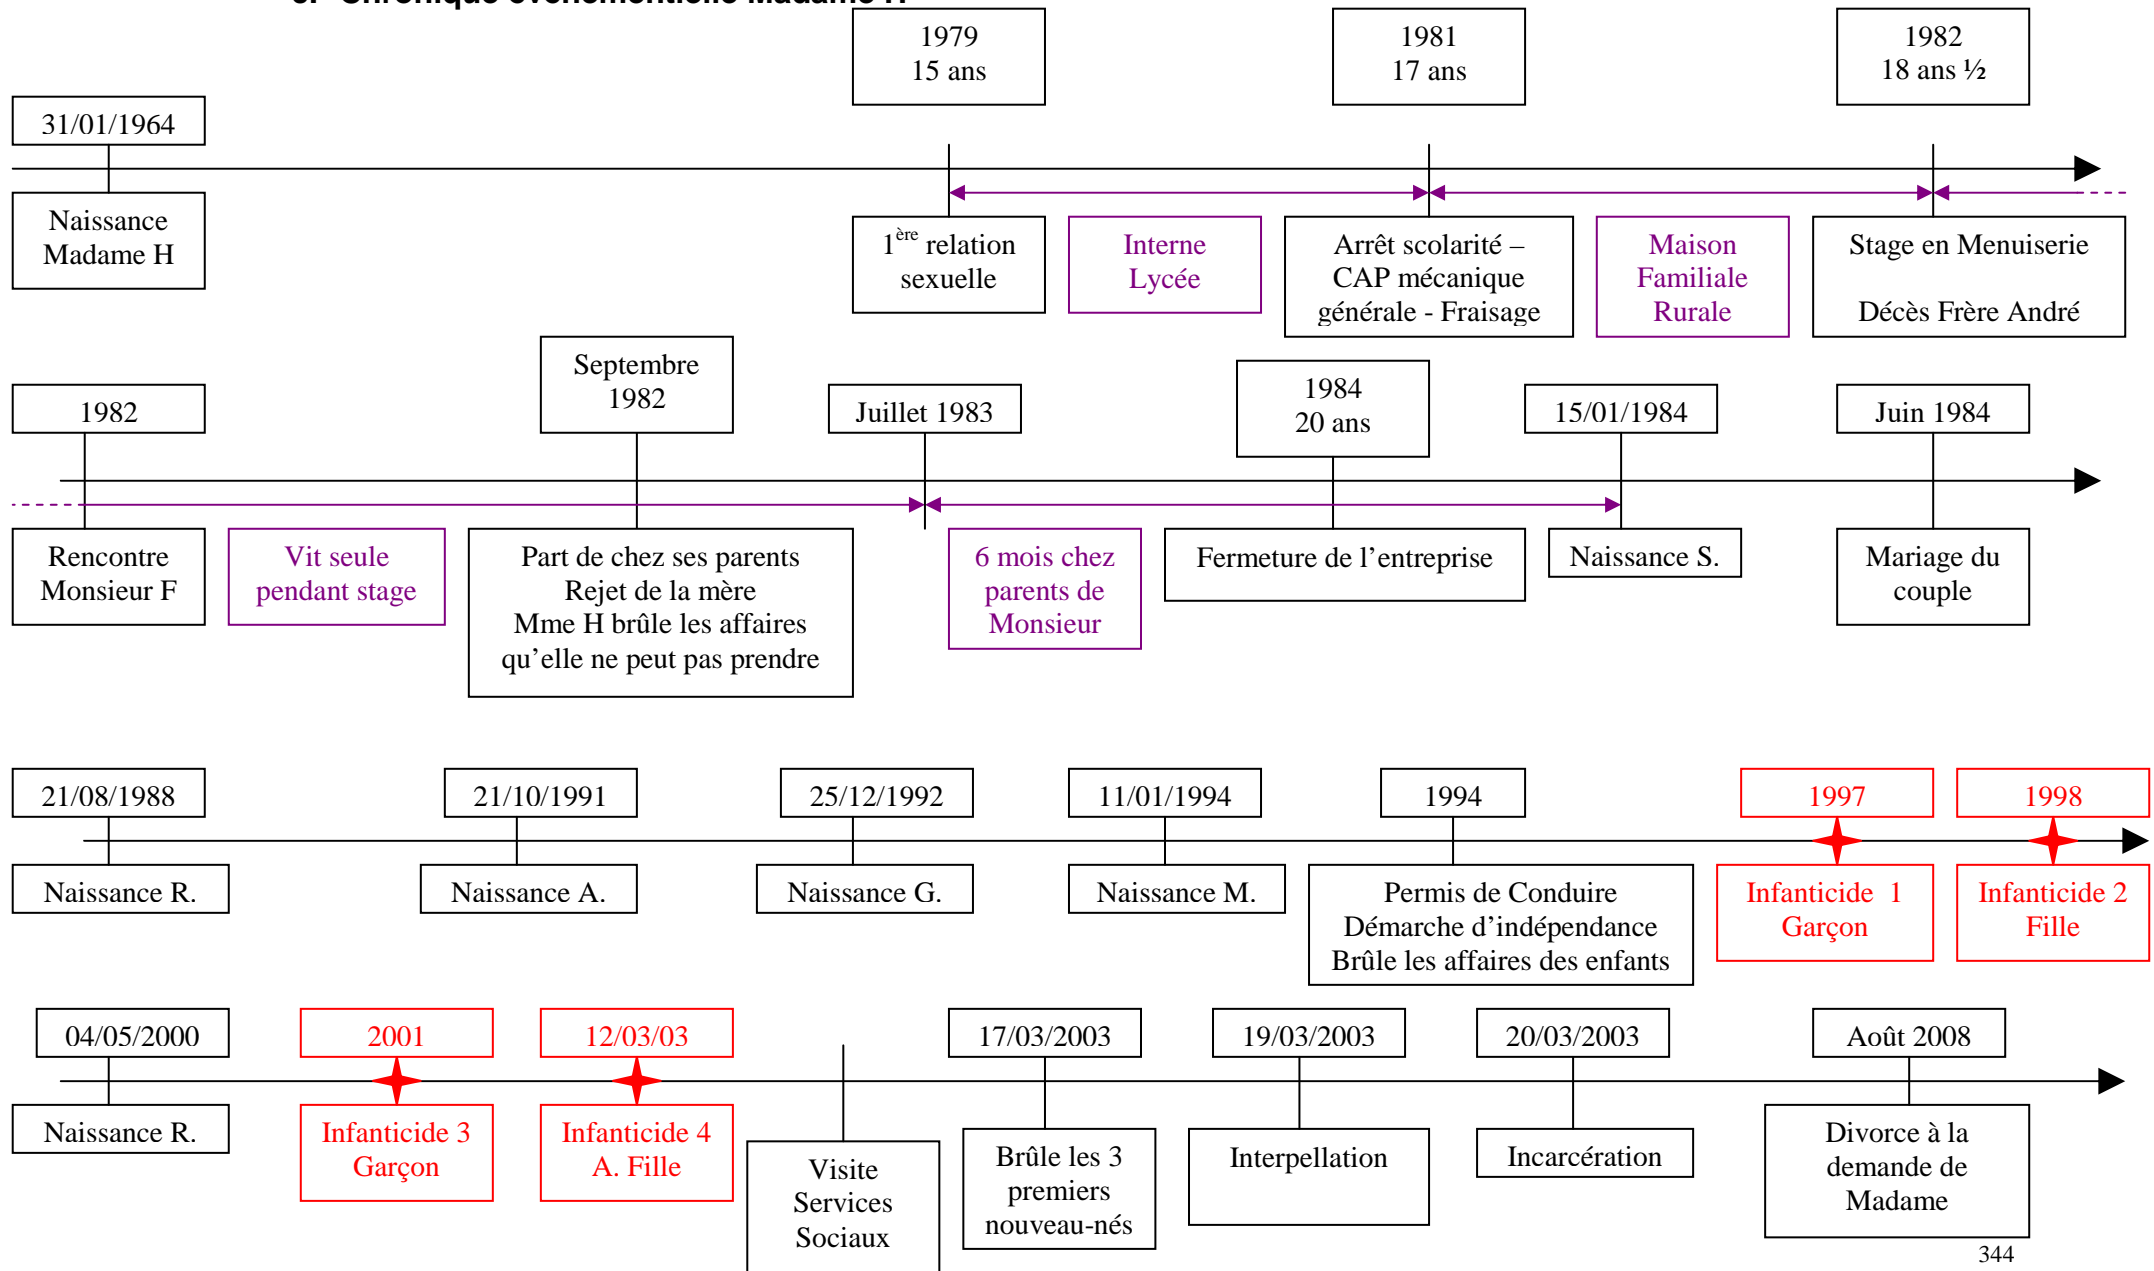 1979
15 ans
1981
17 ans
1982
18 ans ½
31/01/1964
Naissance
Madame H
1ère relation
sexuelle
Interne
Lycée
Arrêt scolarité –
CAP mécanique
générale - Fraisage
Maison
Familiale
Rurale
Stage en Menuiserie
Décès Frère André
1982
Septembre
1982
Juillet 1983
1984
20 ans
15/01/1984
Juin 1984
Rencontre
Monsieur F
Vit seule
pendant stage
Part de chez ses parents
Rejet de la mère
Mme H brûle les affaires
qu’elle ne peut pas prendre
6 mois chez
parents de
Monsieur
Fermeture de l’entreprise
Naissance S.
Mariage du
couple
21/08/1988
21/10/1991
25/12/1992
11/01/1994
1994
1997
1998
Naissance R.
Naissance A.
Naissance G.
Naissance M.
Permis de Conduire
Démarche d’indépendance
Brûle les affaires des enfants
Infanticide 1
Garçon
Infanticide 2
Fille
04/05/2000
2001
12/03/03
17/03/2003
19/03/2003
20/03/2003
Août 2008
Naissance R.
Infanticide 3
Garçon
Infanticide 4
A. Fille
Visite
Services
Sociaux
Brûle les 3
premiers
nouveau-nés
Interpellation
Incarcération
Divorce à la
demande de
Madame
344